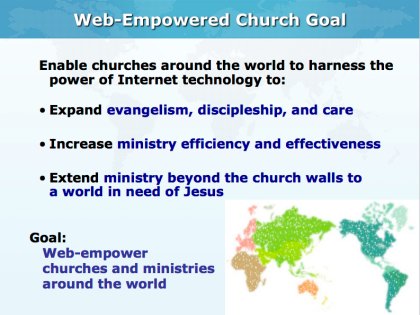 Web-Empowered Church Goal
Enable churches around the world to harness the
power of Internet technology to:
• Expand evangelism, discipleship, and care
• Increase ministry efficiency and effectiveness
• Extend ministry beyond the church walls to
a world in need of Jesus
Goal:
Web-empower
churches and ministries
around the world